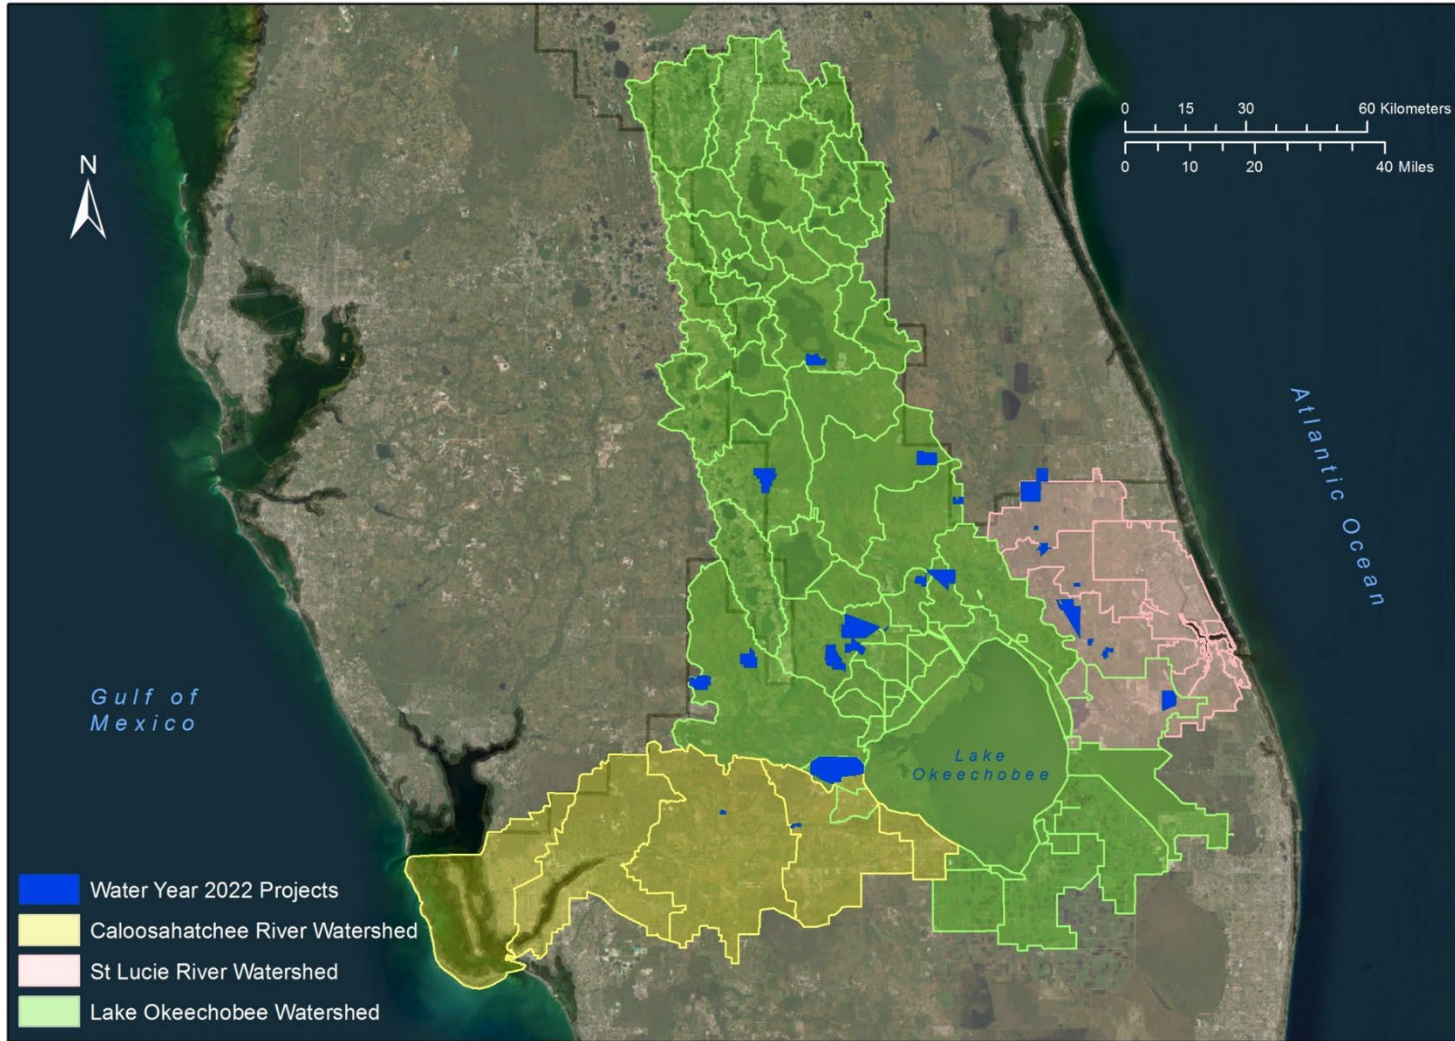 0 15 30 60 Kilometers
0 10 20 40 Miles
N
Atlantic Ocean
Gulf of
Mexico
Lake
Okeechobee
Water Year 2022 Projects
Caloosahatchee River Watershed
St Lucie River Watershed
Lake Okeechobee Watershed